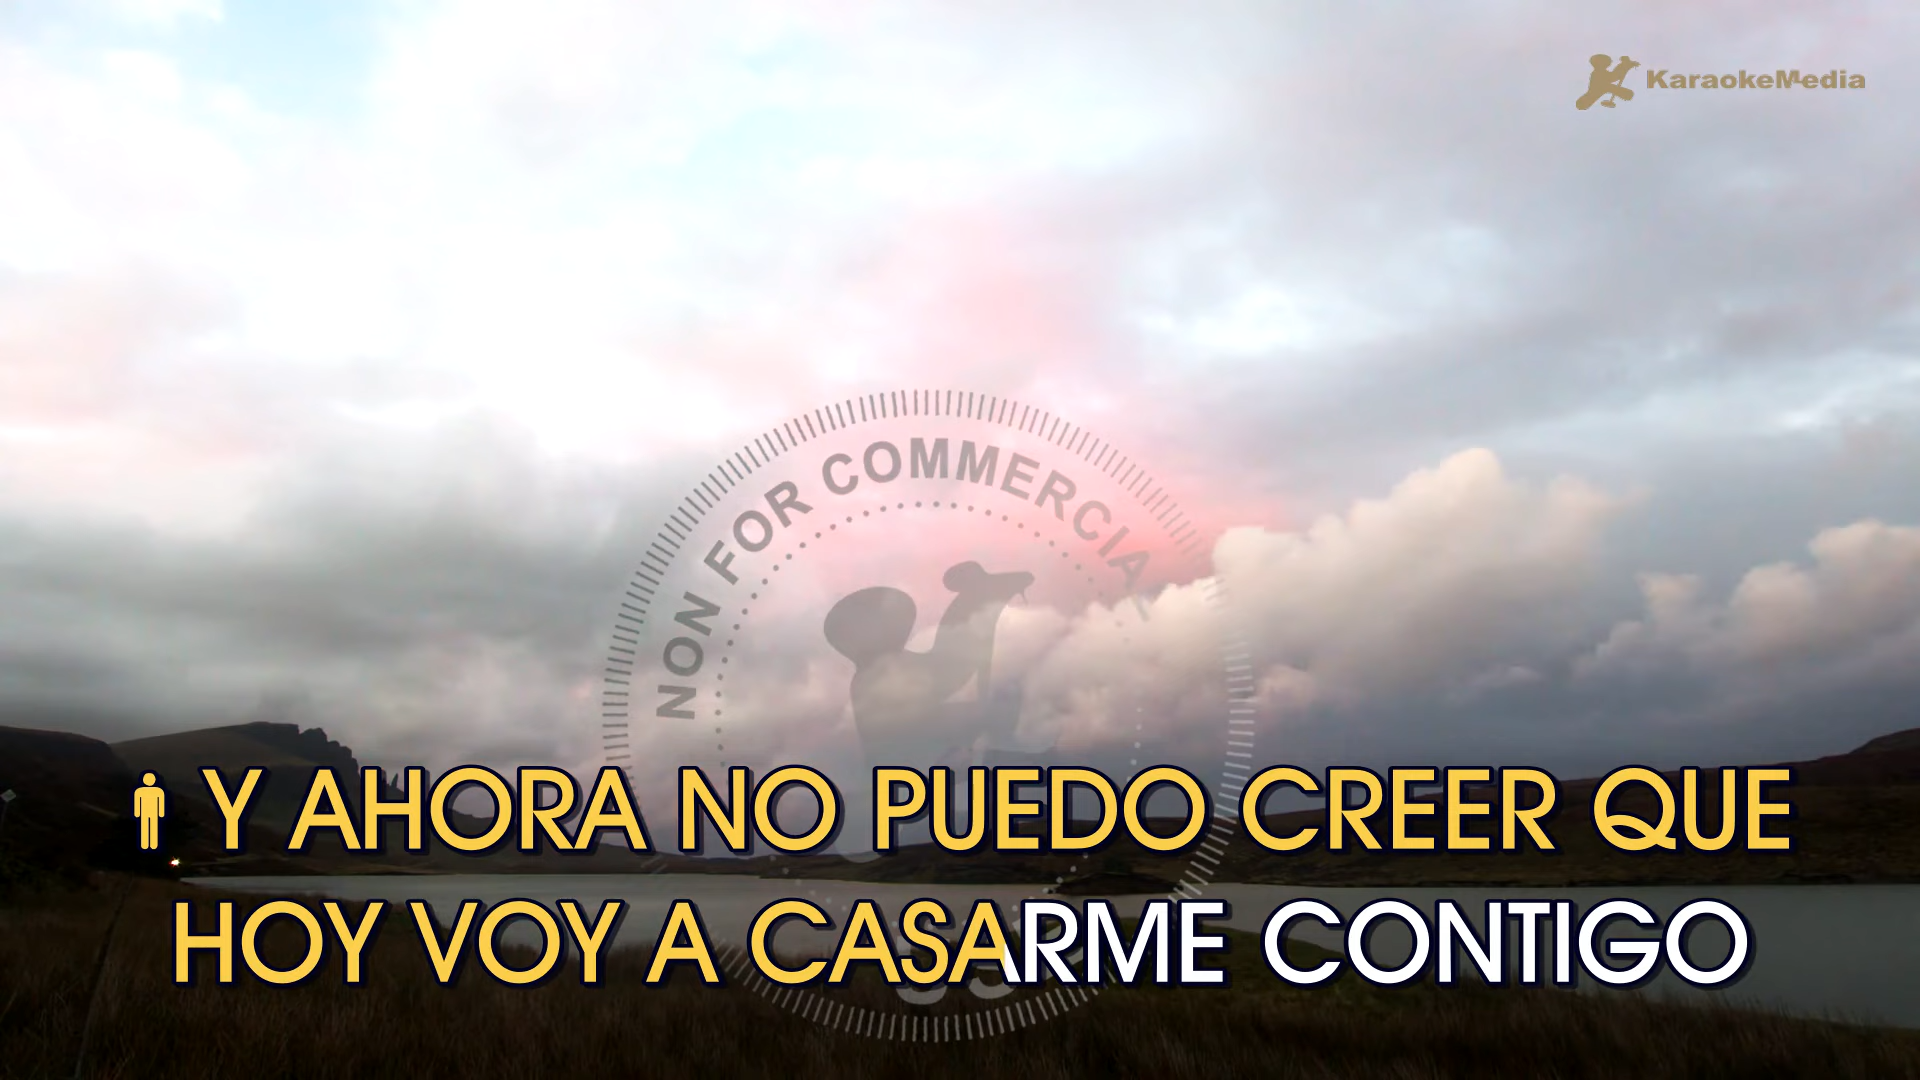 KaraokeMedia
NON FOR COMMERCIAL
Y AHORA NO PUEDO CREER QUE
HOY VOY A CASARME CONTIGO